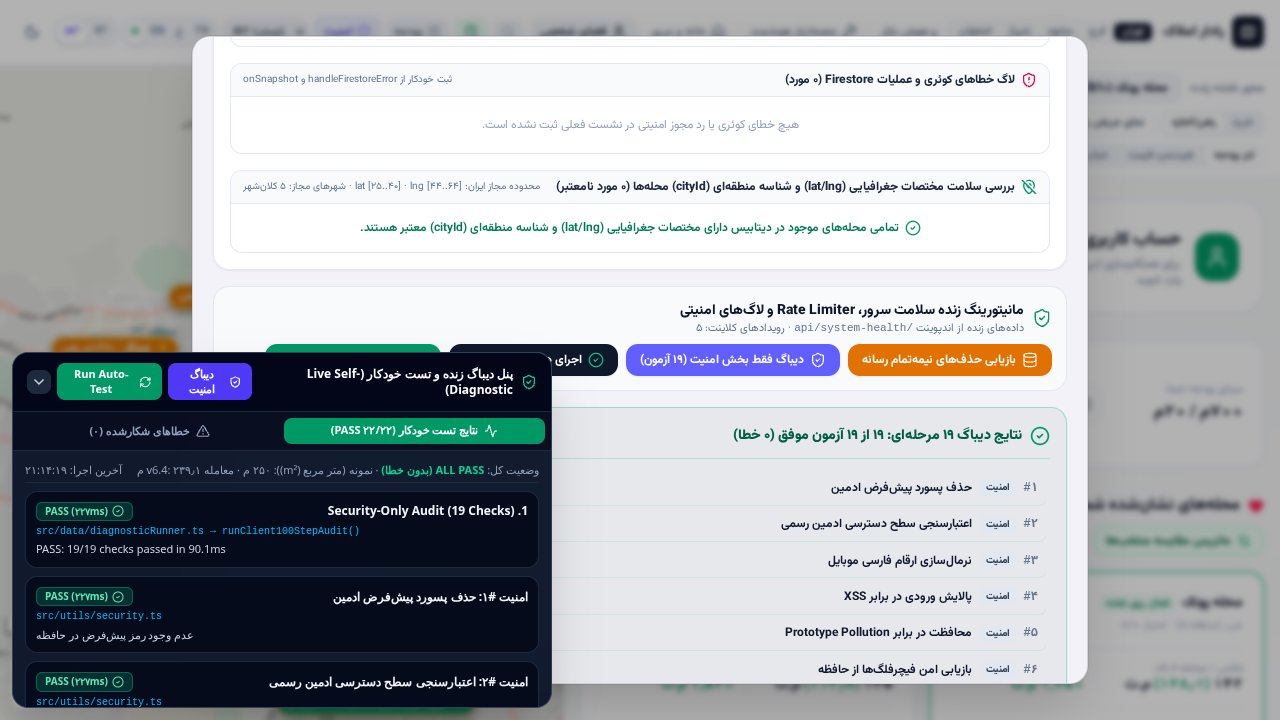 لاگ خطاهای کوئری و عملیات Firestore (۰ مورد)
ثبت خودکار از handleFirestoreError و onSnapshot
هیچ خطای کوئری یا رد مجوز امنیتی در نشست فعلی ثبت نشده است.
بررسی سلامت مختصات جغرافیایی (lat/lng) و شناسه منطقه‌ای (cityId) محله‌ها (۰ مورد نامعتبر)
محدوده مجاز ایران: lat [۲۵..۴۰] · lng [۴۴..۶۴] · شهرهای مجاز: ۵ کلان‌شهر
تمامی محله‌های موجود در دیتابیس دارای مختصات جغرافیایی (lat/lng) و شناسه منطقه‌ای (cityId) معتبر هستند.
مانیتورینگ زنده سلامت سرور، Rate Limiter و لاگ‌های امنیتی
داده‌های زنده از اندپوینت /api/system-health · رویدادهای کلاینت: ۵
بازیابی حذف‌های نیمه‌تمام رسانه
دیباگ فقط بخش امنیت (۱۹ آزمون)
اجرای
نتایج دیباگ ۱۹ مرحله‌ای: ۱۹ از ۱۹ آزمون موفق (۰ خطا)
#۱ امنیت حذف پسورد پیش‌فرض ادمین
#۲ امنیت اعتبارسنجی سطح دسترسی ادمین رسمی
#۳ امنیت نرمال‌سازی ارقام فارسی موبایل
#۴ امنیت پالایش ورودی در برابر XSS
#۵ امنیت محافظت در برابر Prototype Pollution
#۶ امنیت بازیابی امن فیچرفلگ‌ها از حافظه
پنل دیباگ زنده و تست خودکار (Live Self-
Diagnostic)
دیباگ
امنیت
Run Auto-
Test
نتایج تست خودکار (۲۲/۲۲ PASS)
خطاهای شکارشده (۰)
وضعیت کل: ALL PASS (بدون خطا) · نمونه (متر مربع (m²)): ۲۵۰ م · معامله v6.4: ۲۳۹٫۱ م
آخرین اجرا: ۲۱:۱۴:۱۹
1. Security-Only Audit (19 Checks)
PASS (۲۲۷ms)
src/data/diagnosticRunner.ts → runClient100StepAudit()
PASS: 19/19 checks passed in 90.1ms
امنیت #۱: حذف پسورد پیش‌فرض ادمین
PASS (۲۲۷ms)
src/utils/security.ts
عدم وجود رمز پیش‌فرض در حافظه
امنیت #۲: اعتبارسنجی سطح دسترسی ادمین رسمی
PASS (۲۲۷ms)
src/utils/security.ts